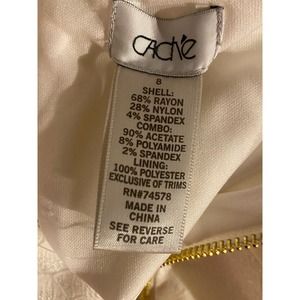 CACHÉ
8
SHELL:
68% RAYON
28% NYLON
4% SPANDEX
COMBO:
90% ACETATE
8% POLYAMIDE
2% SPANDEX
LINING:
100% POLYESTER
EXCLUSIVE OF TRIMS
RN#74578
MADE IN
CHINA
SEE REVERSE
FOR CARE